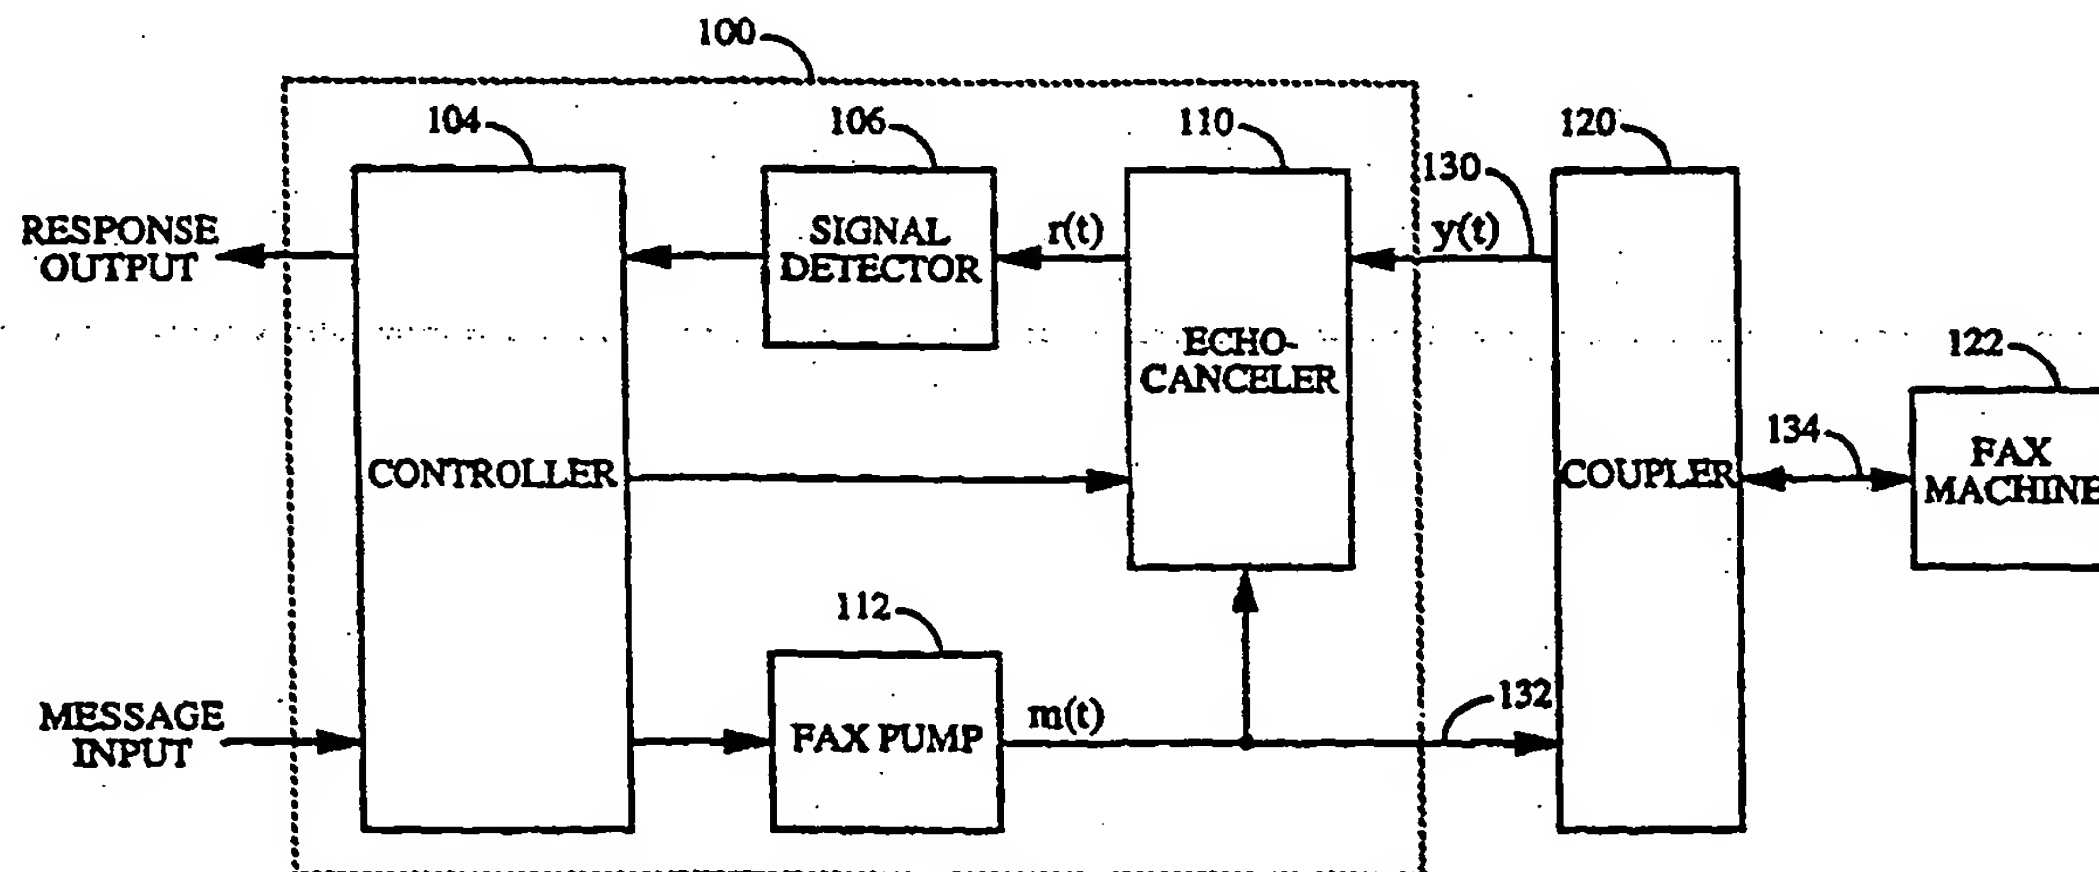 100
104
106
110
120
130
RESPONSE
OUTPUT
SIGNAL
DETECTOR
r(t)
y(t)
ECHO-
CANCELER
122
134
CONTROLLER
COUPLER
FAX
MACHINE
112
132
MESSAGE
INPUT
FAX PUMP
m(t)